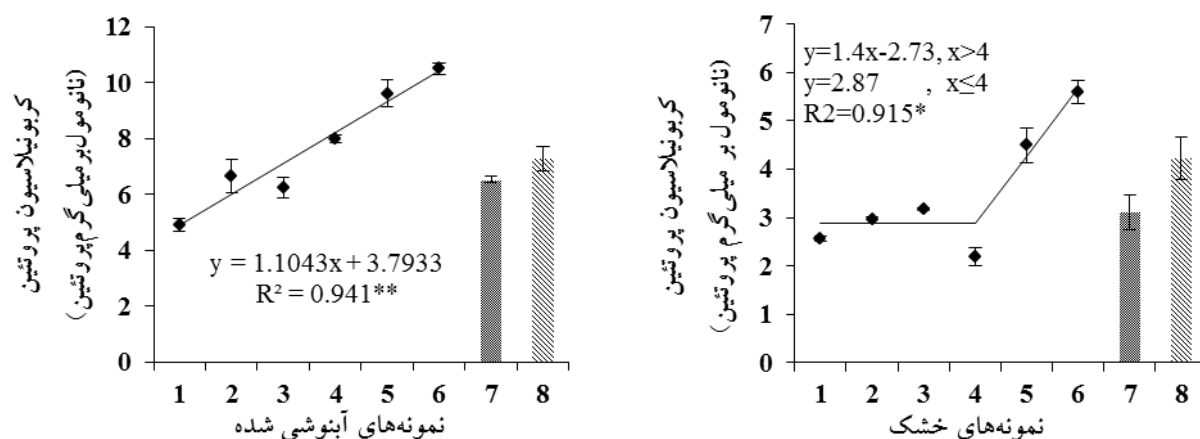 کربونیلاسیون پروتئین
(نانومول‌بر میلی‌گرم‌پروتئین)
12
10
8
6
4
2
0
y = 1.1043x + 3.7933
R² = 0.941**
1 2 3 4 5 6 7 8
نمونه‌های آبنوشی شده
کربونیلاسیون پروتئین
(نانومول بر میلی‌گرم پروتئین)
7
6
5
4
3
2
1
0
y=1.4x-2.73, x>4
y=2.87 , x≤4
R2=0.915*
1 2 3 4 5 6 7 8
نمونه‌های خشک